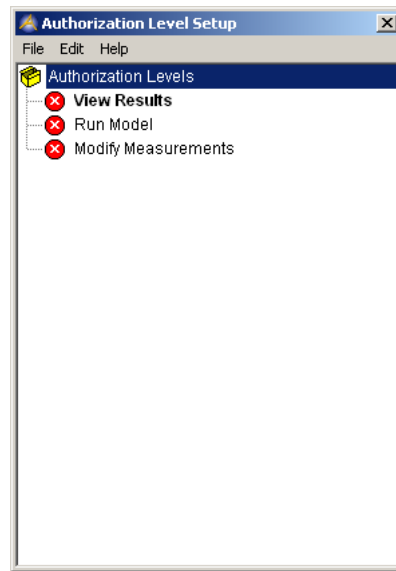 Authorization Level Setup
File Edit Help
Authorization Levels
View Results
Run Model
Modify Measurements